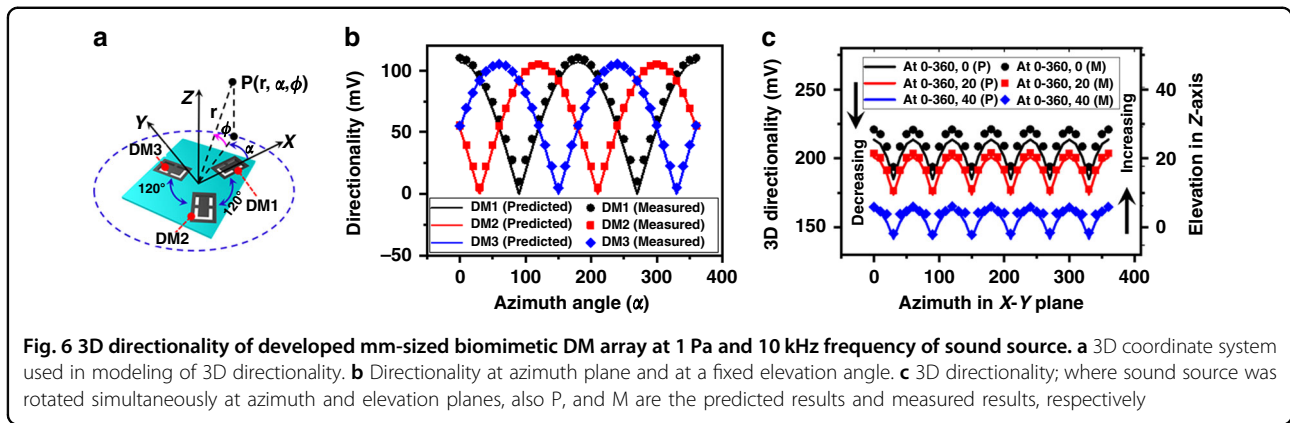 a
Z
P(r, α,ϕ)
r
Y
ϕ
α
X
DM3
120°
120°
DM1
DM2
b
Directionality (mV)
100
50
0
–50
DM1 (Predicted) DM1 (Measured)
DM2 (Predicted) DM2 (Measured)
DM3 (Predicted) DM3 (Measured)
0 100 200 300
Azimuth angle (α)
c
3D directionality (mV)
250
200
150
At 0-360, 0 (P) At 0-360, 0 (M)
At 0-360, 20 (P) At 0-360, 20 (M)
At 0-360, 40 (P) At 0-360, 40 (M)
Decreasing
Increasing
40
20
0
Elevation in Z-axis
0 100 200 300 400
Azimuth in X-Y plane
Fig. 6 3D directionality of developed mm-sized biomimetic DM array at 1 Pa and 10 kHz frequency of sound source. a 3D coordinate system
used in modeling of 3D directionality. b Directionality at azimuth plane and at a fixed elevation angle. c 3D directionality; where sound source was
rotated simultaneously at azimuth and elevation planes, also P, and M are the predicted results and measured results, respectively